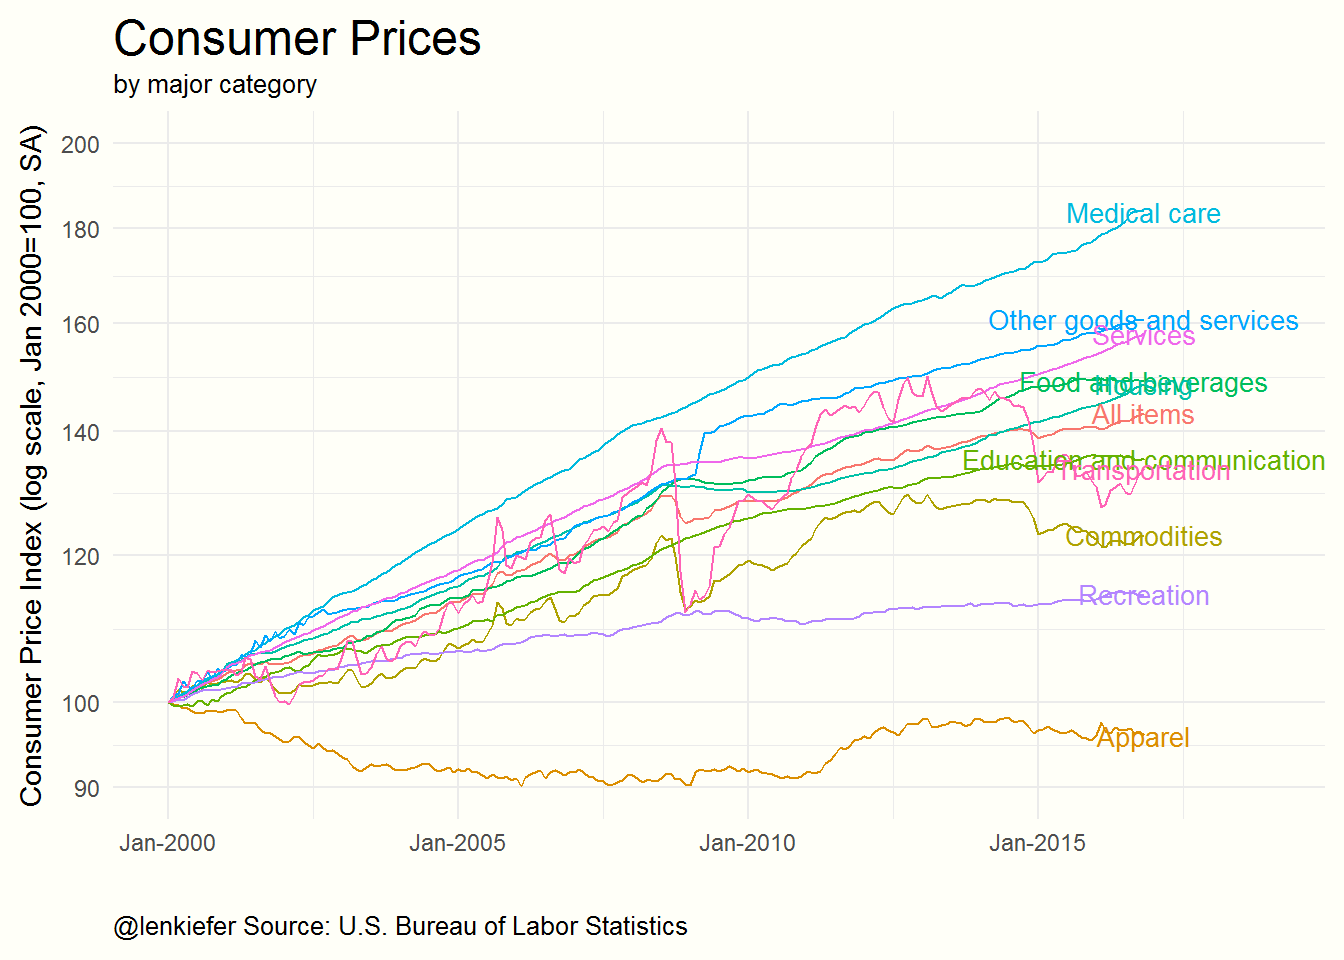 Consumer Prices
by major category
Consumer Price Index (log scale, Jan 2000=100, SA)
200
180
160
140
120
100
90
Medical care
Other goods and services
Services
Food and beverages
Housing
All items
Education and communication
Transportation
Commodities
Recreation
Apparel
Jan-2000 Jan-2005 Jan-2010 Jan-2015
@lenkiefer Source: U.S. Bureau of Labor Statistics